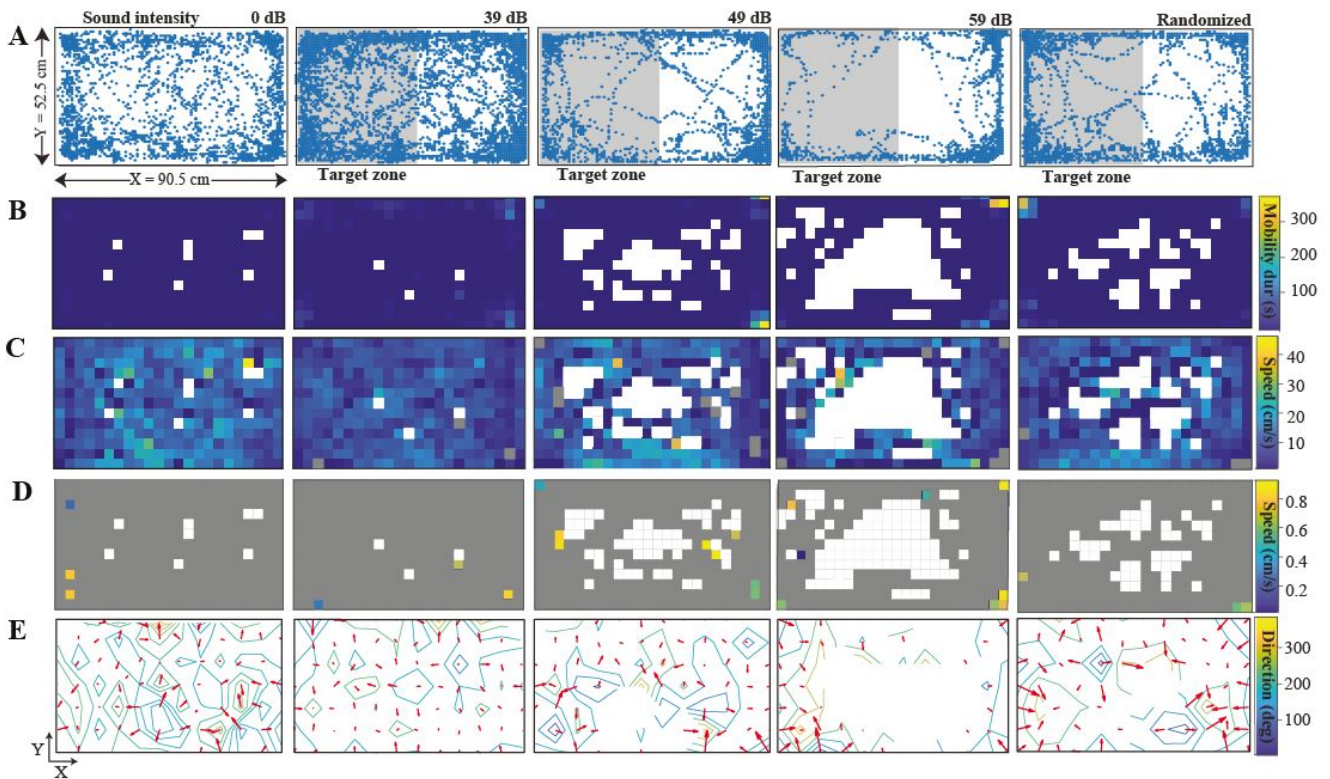 Sound intensity 0 dB 39 dB 49 dB 59 dB Randomized
A
Y = 52.5 cm
X = 90.5 cm
Target zone Target zone Target zone Target zone
B
Mobility dur (s)
300
200
100
C
Speed (cm/s)
40
30
20
10
D
Speed (cm/s)
0.8
0.6
0.4
0.2
E
Direction (deg)
300
200
100
Y
X